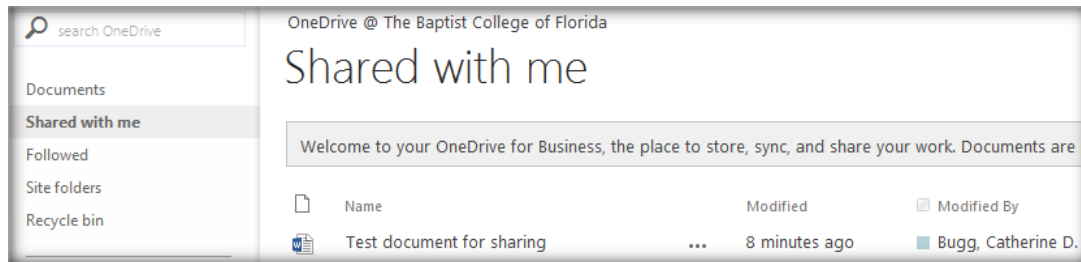 search OneDrive
Documents
Shared with me
Followed
Site folders
Recycle bin
OneDrive @ The Baptist College of Florida
Shared with me
Welcome to your OneDrive for Business, the place to store, sync, and share your work. Documents are
Name Modified Modified By
Test document for sharing ... 8 minutes ago Bugg, Catherine D.